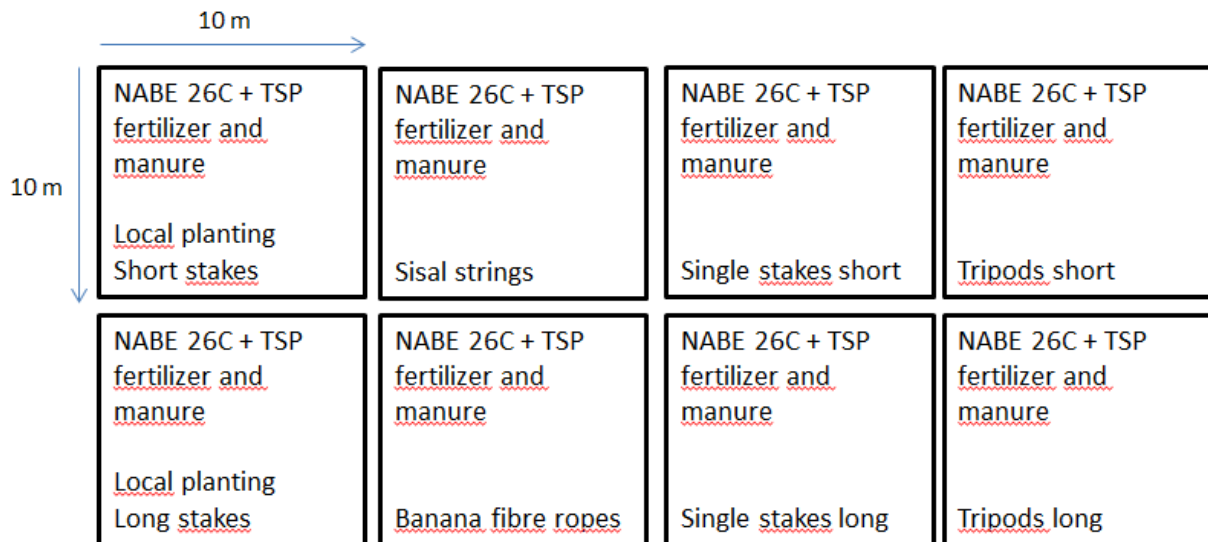 10 m
10 m
NABE 26C + TSP
fertilizer and
manure
Local planting
Short stakes
NABE 26C + TSP
fertilizer and
manure
Sisal strings
NABE 26C + TSP
fertilizer and
manure
Single stakes short
NABE 26C + TSP
fertilizer and
manure
Tripods short
NABE 26C + TSP
fertilizer and
manure
Local planting
Long stakes
NABE 26C + TSP
fertilizer and
manure
Banana fibre ropes
NABE 26C + TSP
fertilizer and
manure
Single stakes long
NABE 26C + TSP
fertilizer and
manure
Tripods long